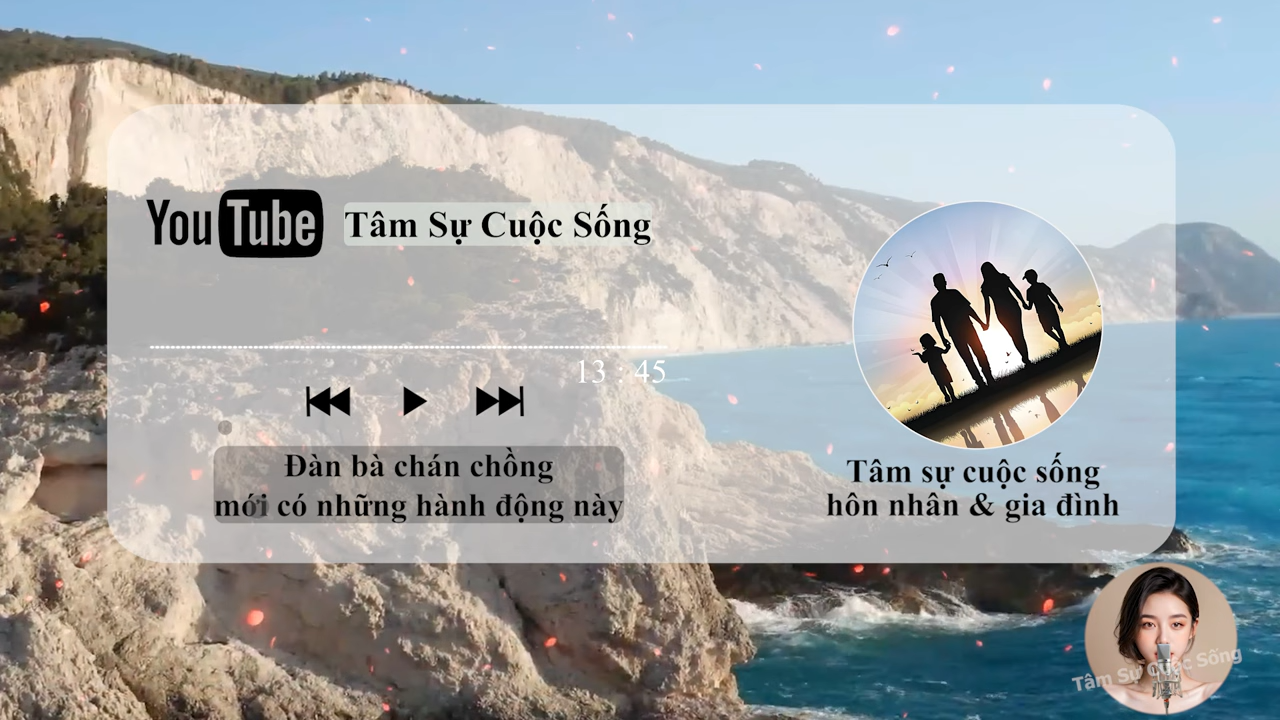 YouTube
Tâm Sự Cuộc Sống
13 : 45
Đàn bà chán chồng
mới có những hành động này
Tâm sự cuộc sống
hôn nhân & gia đình
Tâm Sự Cuộc Sống